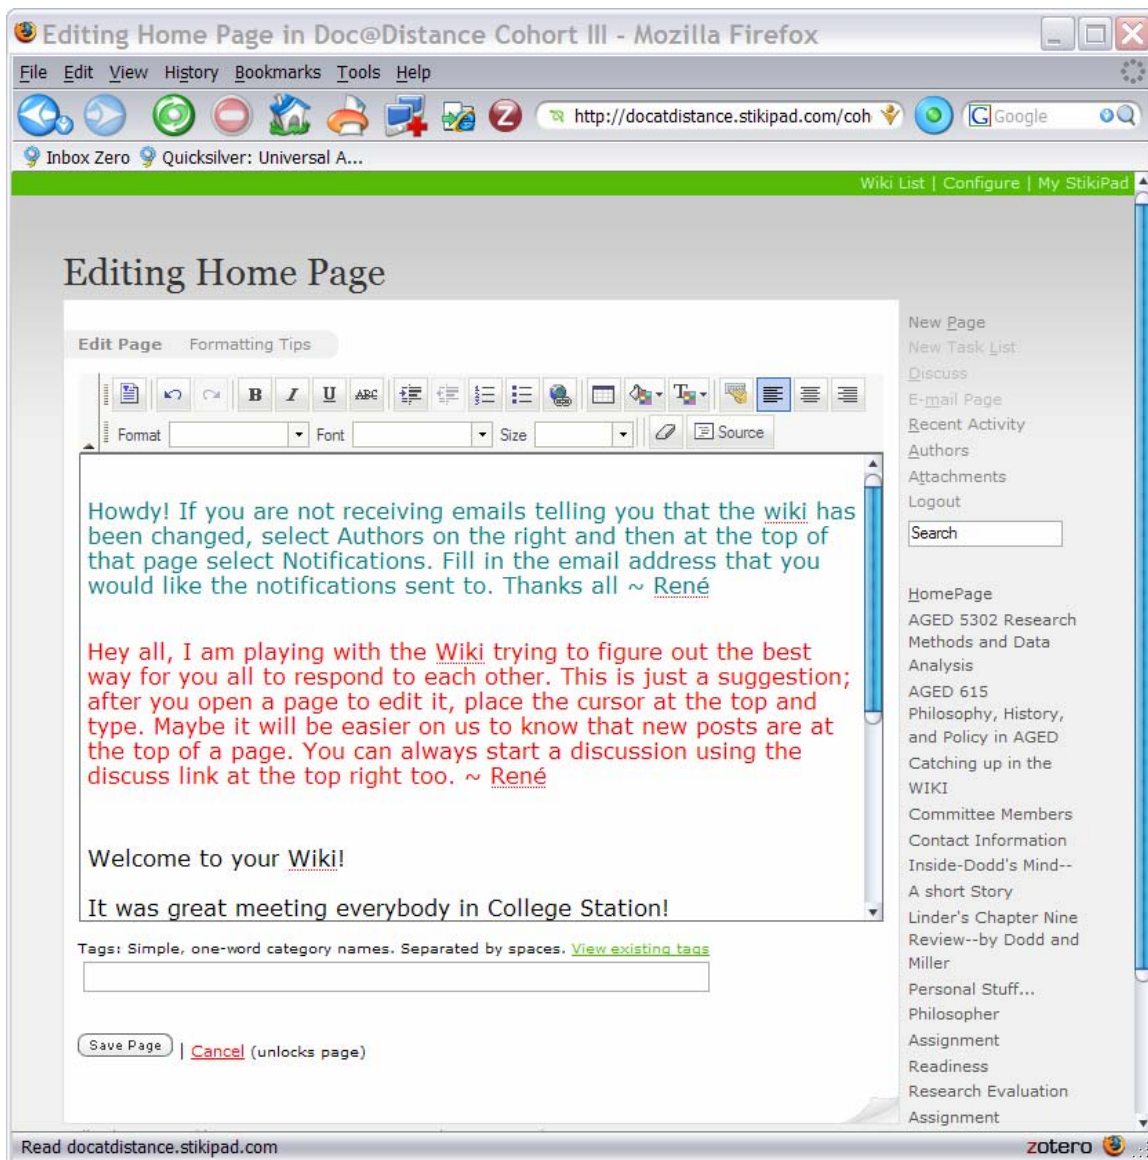 Editing Home Page in Doc@Distance Cohort III - Mozilla Firefox
File Edit View History Bookmarks Tools Help
http://docatdistance.stikipad.com/coh
G Google
Inbox Zero Quicksilver: Universal A...
Wiki List | Configure | My StikiPad
Editing Home Page
Edit Page Formatting Tips
B I U ABC
Format Font Size Source
Howdy! If you are not receiving emails telling you that the wiki has
been changed, select Authors on the right and then at the top of
that page select Notifications. Fill in the email address that you
would like the notifications sent to. Thanks all ~ René
Hey all, I am playing with the Wiki trying to figure out the best
way for you all to respond to each other. This is just a suggestion;
after you open a page to edit it, place the cursor at the top and
type. Maybe it will be easier on us to know that new posts are at
the top of a page. You can always start a discussion using the
discuss link at the top right too. ~ René
Welcome to your Wiki!
It was great meeting everybody in College Station!
Tags: Simple, one-word category names. Separated by spaces. View existing tags
Save Page | Cancel (unlocks page)
New Page
New Task List
Discuss
E-mail Page
Recent Activity
Authors
Attachments
Logout
Search
HomePage
AGED 5302 Research
Methods and Data
Analysis
AGED 615
Philosophy, History,
and Policy in AGED
Catching up in the
WIKI
Committee Members
Contact Information
Inside-Dodd's Mind--
A short Story
Linder's Chapter Nine
Review--by Dodd and
Miller
Personal Stuff...
Philosopher
Assignment
Readiness
Research Evaluation
Assignment
Read docatdistance.stikipad.com
zotero